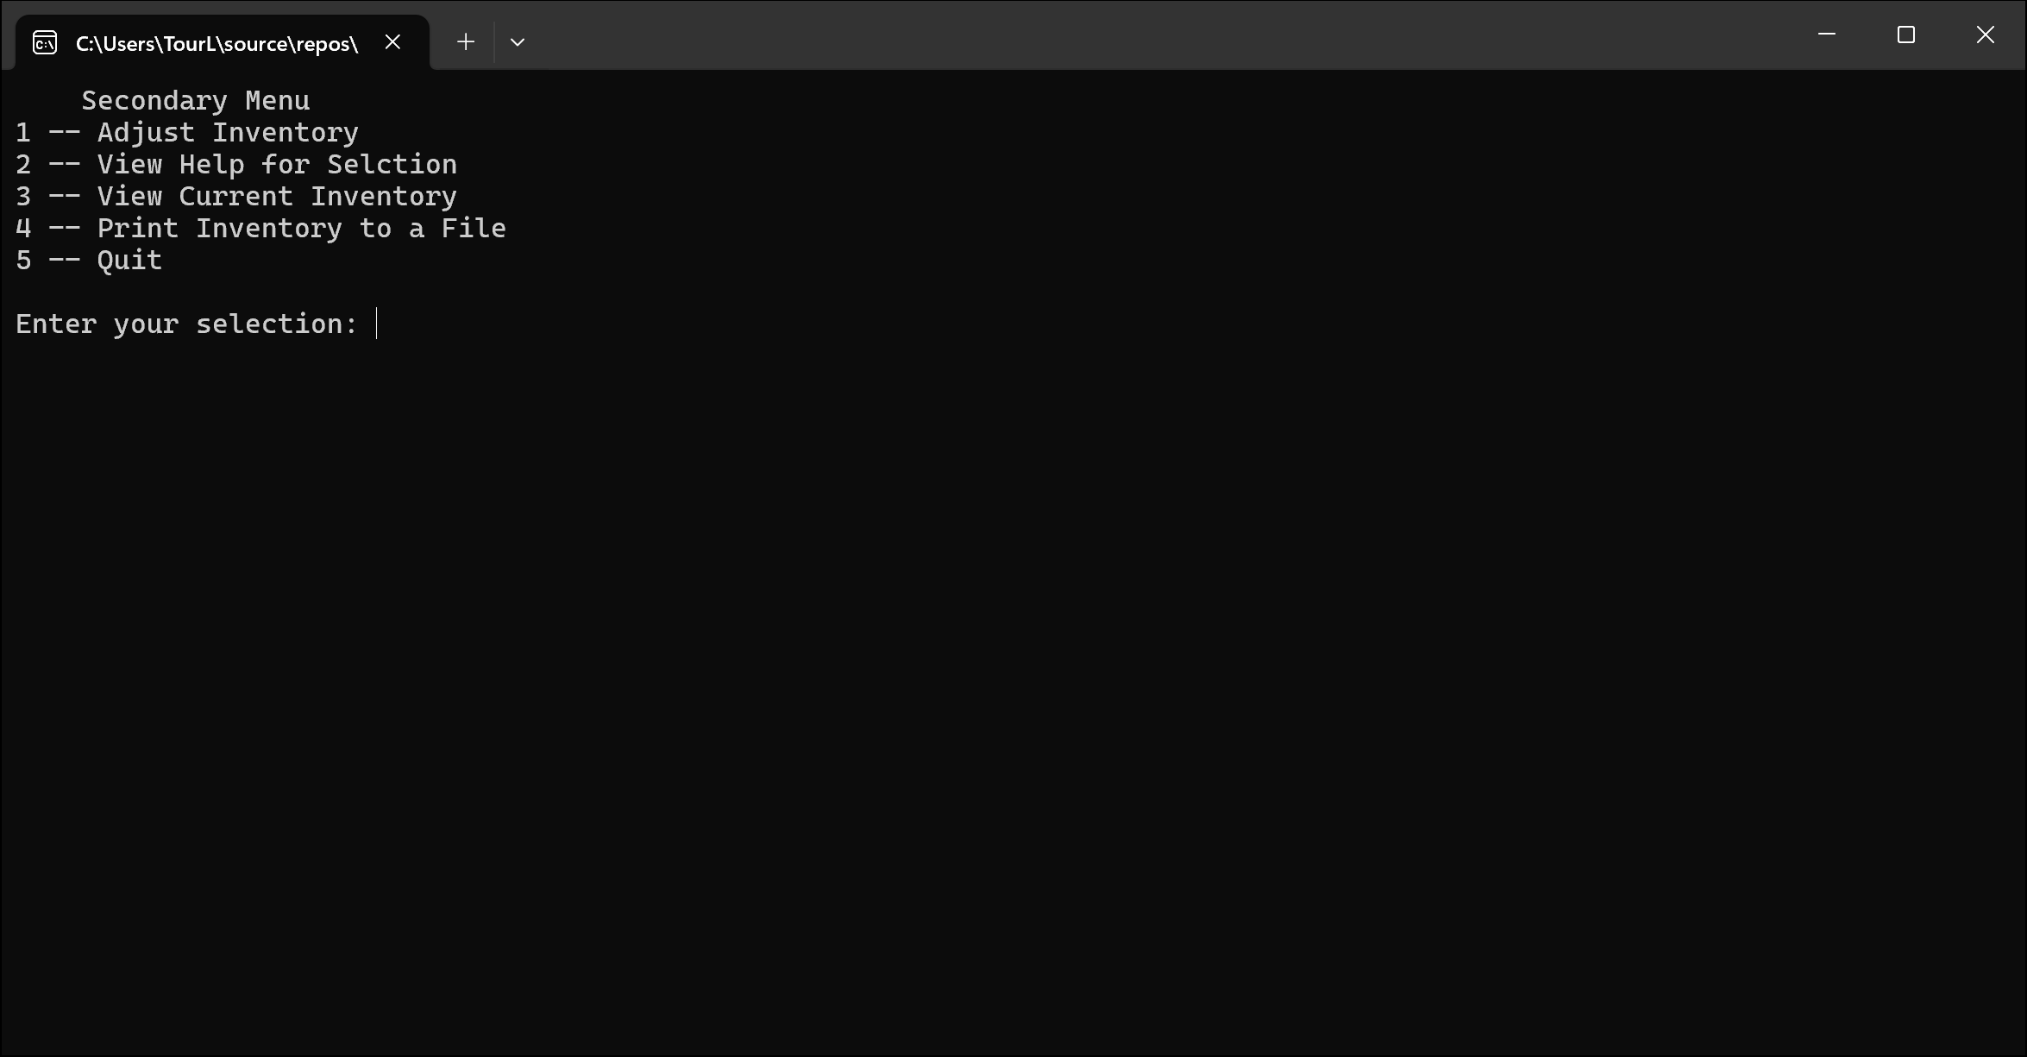 C:\Users\TourL\source\repos\
Secondary Menu
1 -- Adjust Inventory
2 -- View Help for Selction
3 -- View Current Inventory
4 -- Print Inventory to a File
5 -- Quit
Enter your selection: